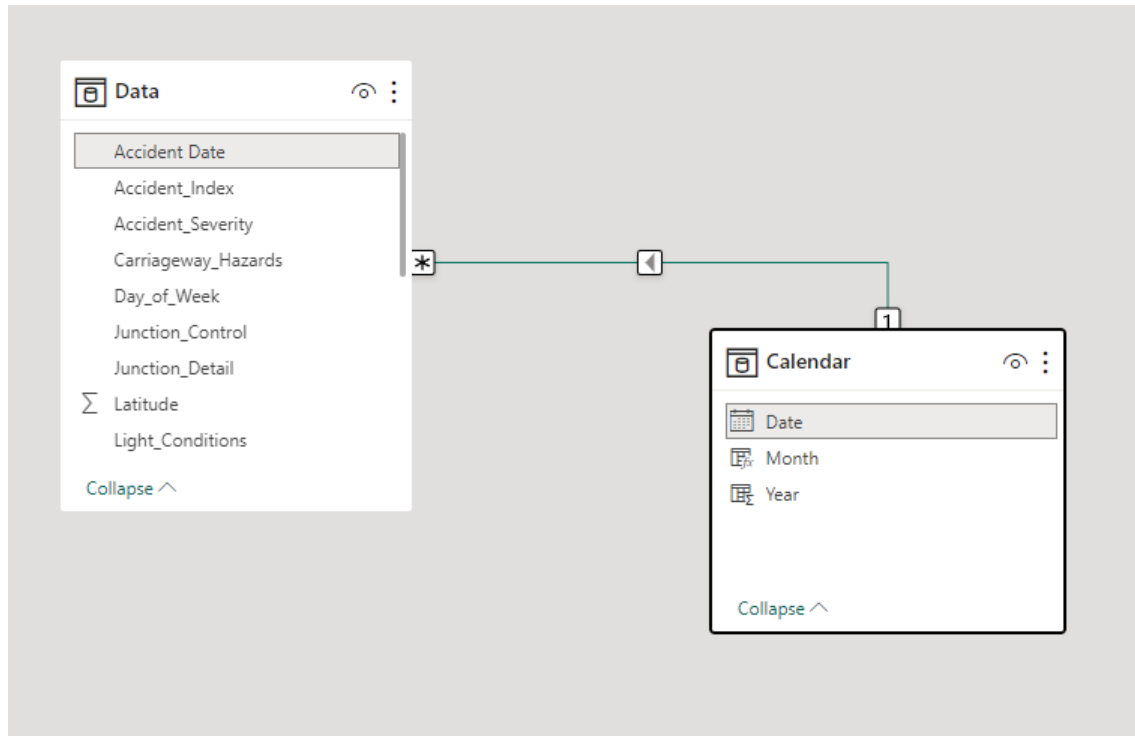 Data
Accident Date
Accident_Index
Accident_Severity
Carriageway_Hazards
Day_of_Week
Junction_Control
Junction_Detail
Σ Latitude
Light_Conditions
Collapse
*
1
Calendar
Date
Month
Year
Collapse